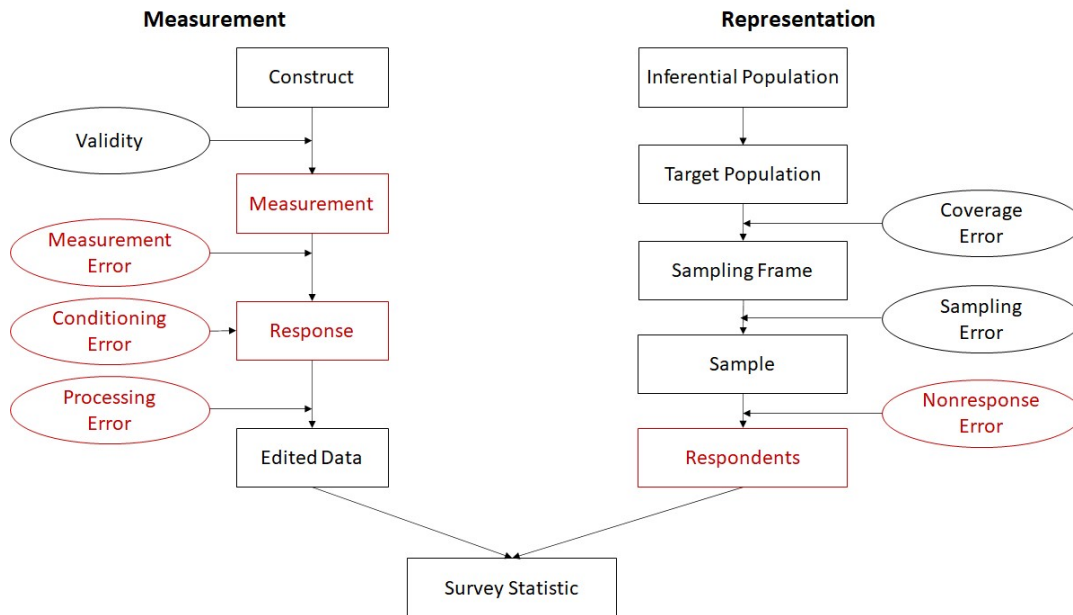 Measurement
Construct
Validity
Measurement
Measurement
Error
Conditioning
Error
Response
Processing
Error
Edited Data
Representation
Inferential Population
Target Population
Coverage
Error
Sampling Frame
Sampling
Error
Sample
Nonresponse
Error
Respondents
Survey Statistic